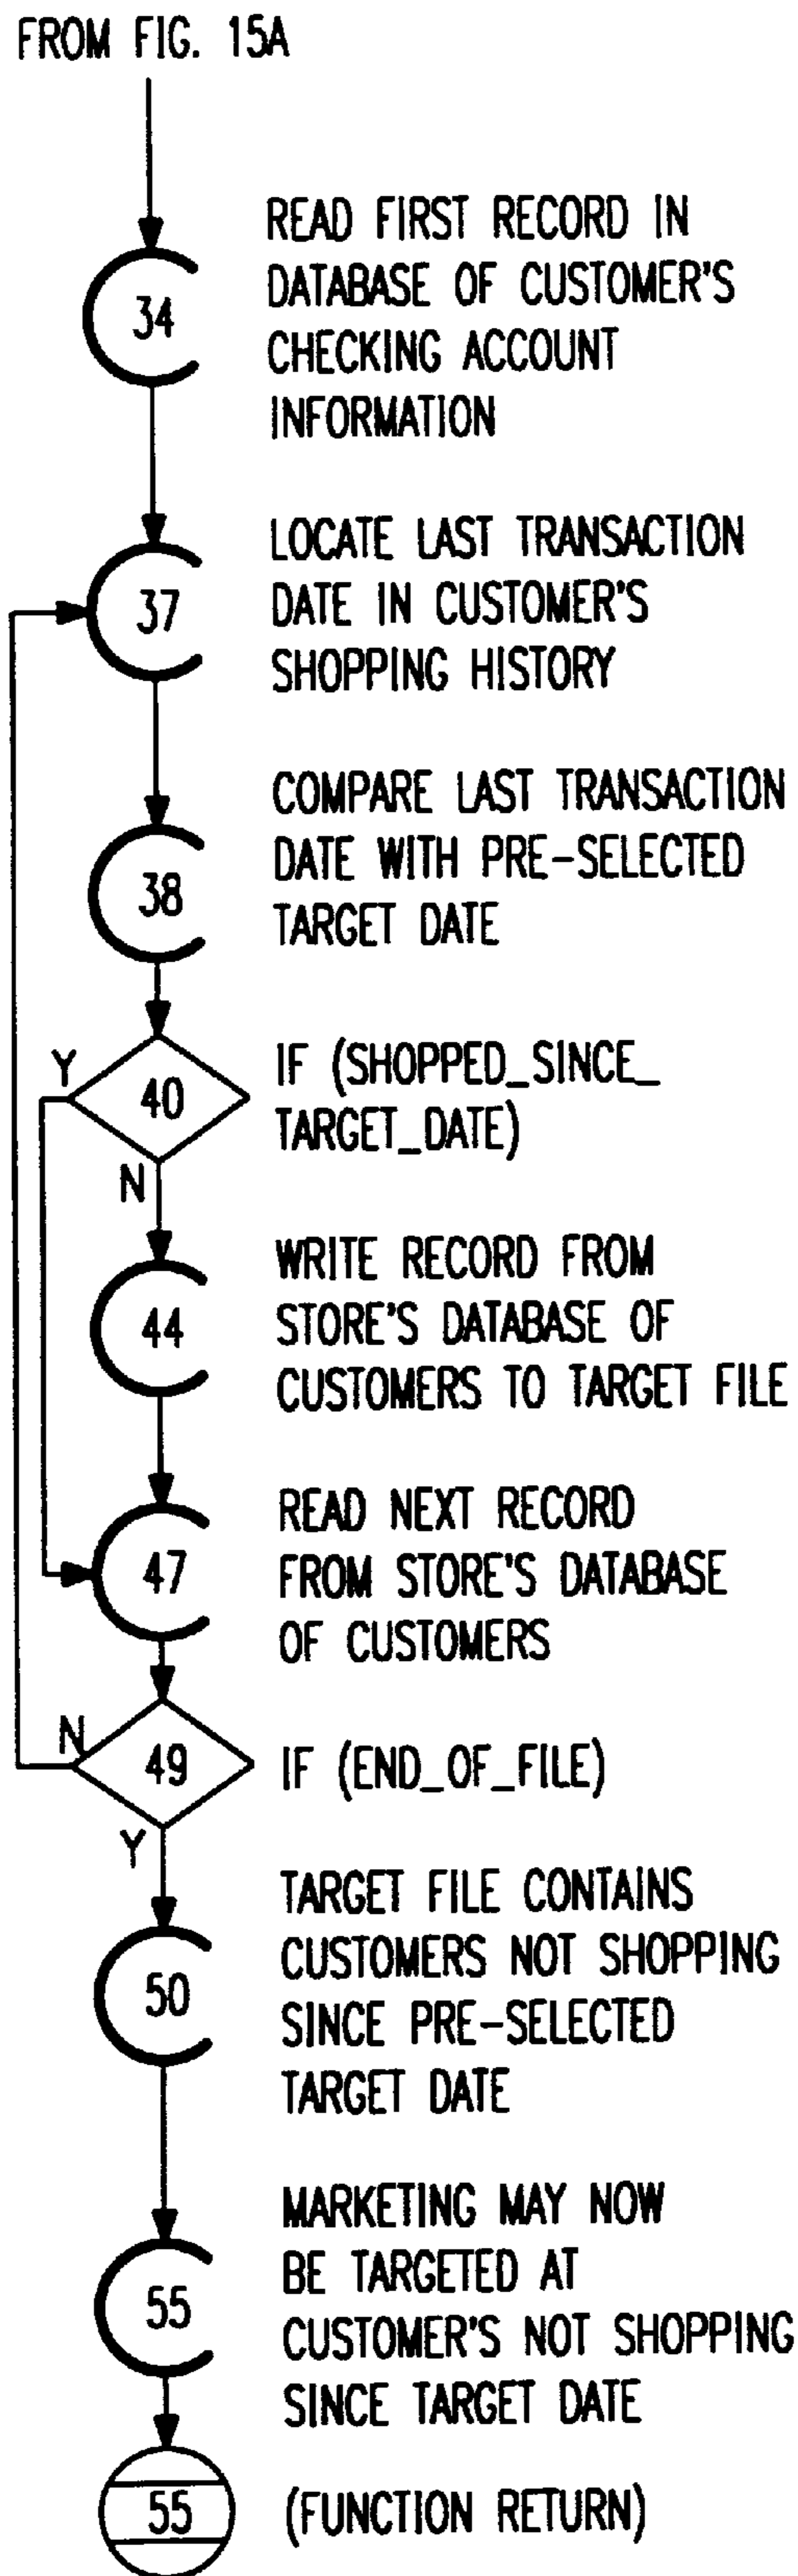 FROM FIG. 15A
34
READ FIRST RECORD IN
DATABASE OF CUSTOMER'S
CHECKING ACCOUNT
INFORMATION
37
LOCATE LAST TRANSACTION
DATE IN CUSTOMER'S
SHOPPING HISTORY
38
COMPARE LAST TRANSACTION
DATE WITH PRE-SELECTED
TARGET DATE
Y
40
N
IF (SHOPPED_SINCE_
TARGET_DATE)
44
WRITE RECORD FROM
STORE'S DATABASE OF
CUSTOMERS TO TARGET FILE
47
READ NEXT RECORD
FROM STORE'S DATABASE
OF CUSTOMERS
N
49
Y
IF (END_OF_FILE)
50
TARGET FILE CONTAINS
CUSTOMERS NOT SHOPPING
SINCE PRE-SELECTED
TARGET DATE
55
MARKETING MAY NOW
BE TARGETED AT
CUSTOMER'S NOT SHOPPING
SINCE TARGET DATE
55
(FUNCTION RETURN)